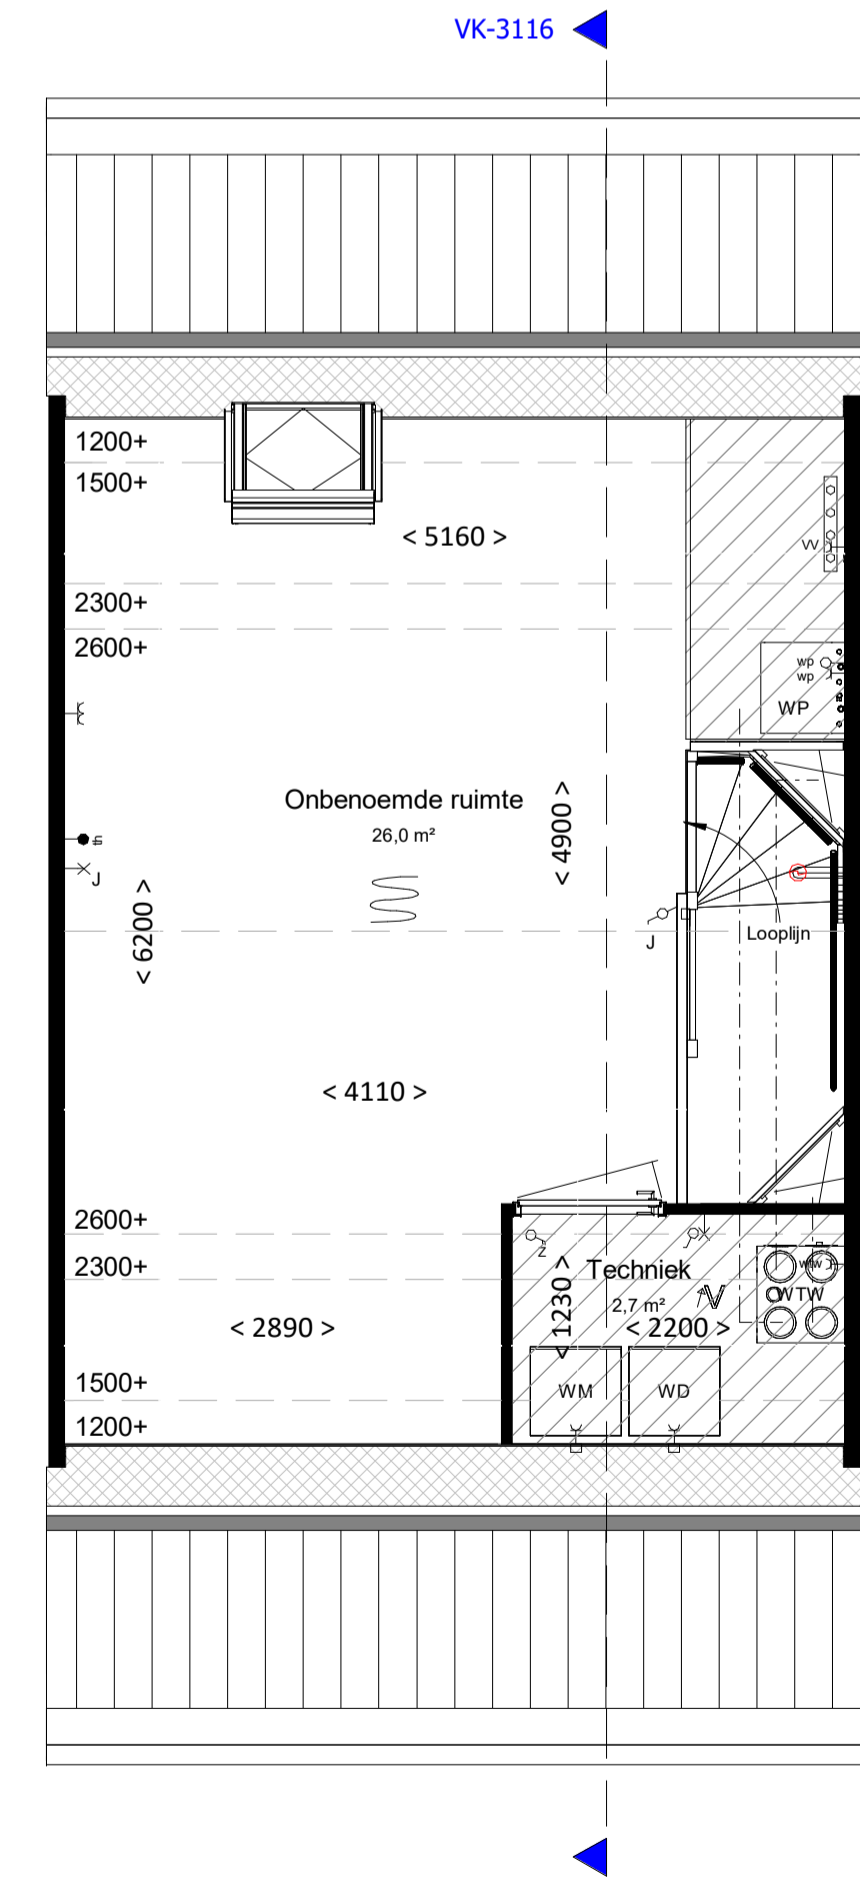 VK-3116
1200+
1500+
< 5160 >
VV
2300+
2600+
wp
wp
WP
Onbenoemde ruimte
26,0 m²
< 4900 >
J
< 6200 >
J
Looplijn
< 4110 >
2600+
2300+
z
Techniek
2,7 m²
wtw
WTW
< 1230 >
< 2890 >
< 2200 >
1500+
WM
WD
1200+